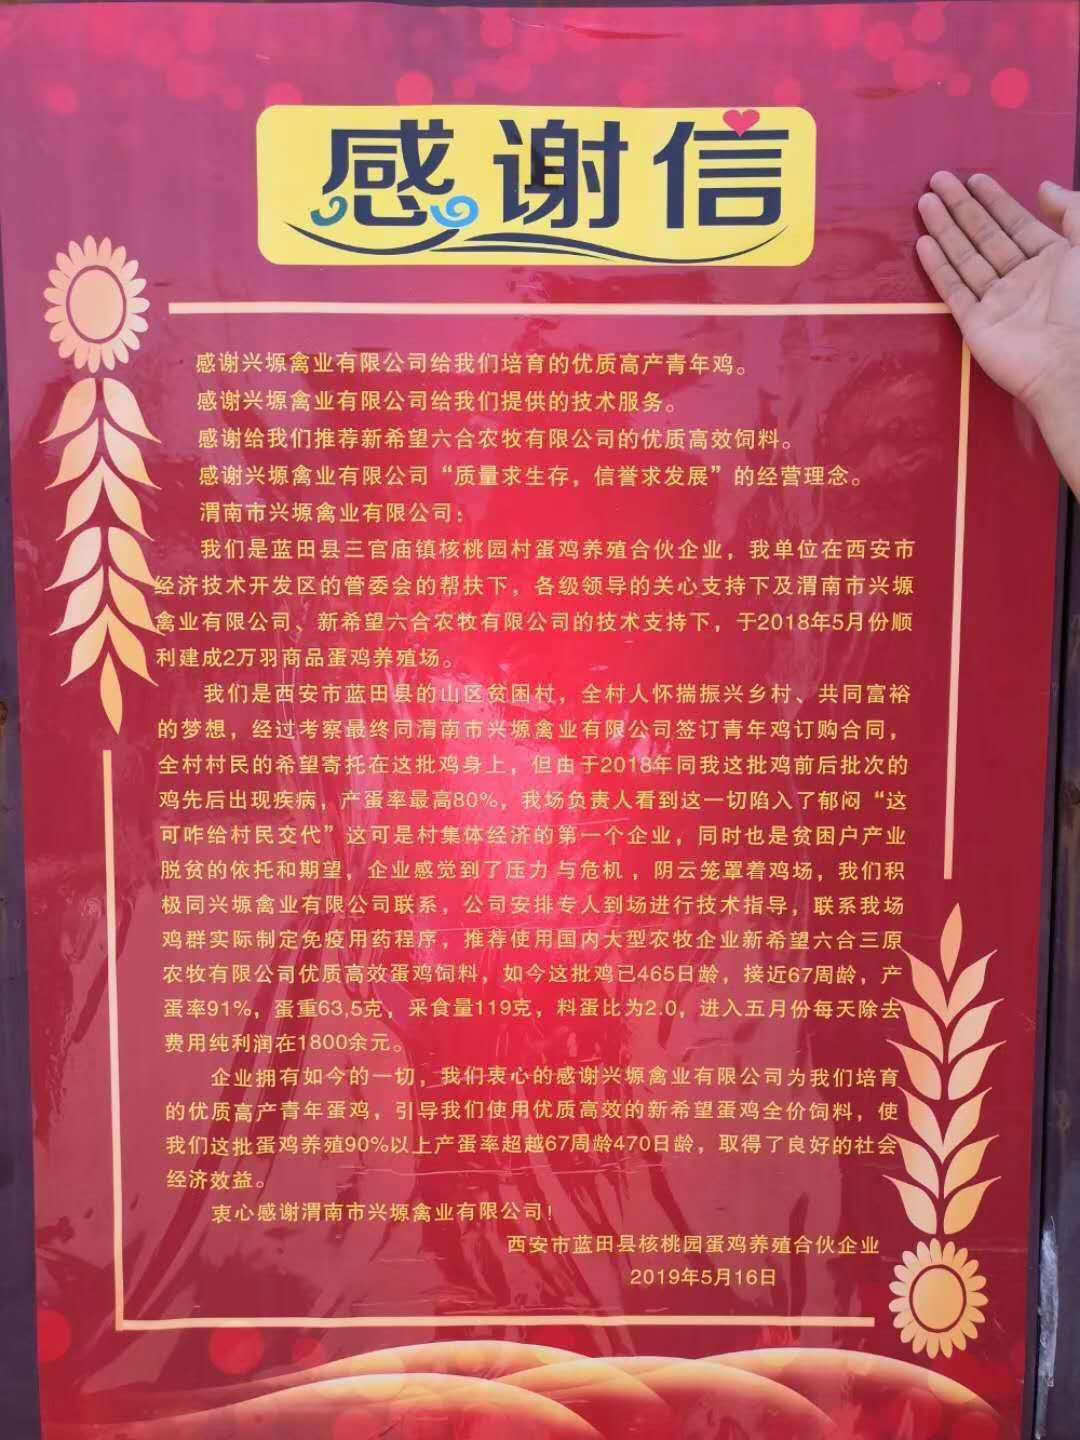 感谢信
感谢兴塬禽业有限公司给我们培育的优质高产青年鸡。
感谢兴塬禽业有限公司给我们提供的技术服务。
感谢给我们推荐新希望六合农牧有限公司的优质高效饲料。
感谢兴塬禽业有限公司“质量求生存，信誉求发展”的经营理念。
渭南市兴塬禽业有限公司：
我们是蓝田县三官庙镇核桃园村蛋鸡养殖合伙企业，我单位在西安市
经济技术开发区的管委会的帮扶下，各级领导的关心支持下及渭南市兴塬
禽业有限公司、新希望六合农牧有限公司的技术支持下，于2018年5月份顺
利建成2万羽商品蛋鸡养殖场。
我们是西安市蓝田县的山区贫困村，全村人怀揣振兴乡村、共同富裕
的梦想，经过考察最终同渭南市兴塬禽业有限公司签订青年鸡订购合同，
全村村民的希望寄托在这批鸡身上，但由于2018年同我这批鸡前后批次的
鸡先后出现疾病，产蛋率最高80%，我场负责人看到这一切陷入了郁闷“这
可咋给村民交代”这可是村集体经济的第一个企业，同时也是贫困户产业
脱贫的依托和期望，企业感觉到了压力与危机，阴云笼罩着鸡场，我们积
极同兴塬禽业有限公司联系，公司安排专人到场进行技术指导，联系我场
鸡群实际制定免疫用药程序，推荐使用国内大型农牧企业新希望六合三原
农牧有限公司优质高效蛋鸡饲料，如今这批鸡已465日龄，接近67周龄，产
蛋率91%，蛋重63,5克，采食量119克，料蛋比为2.0，进入五月份每天除去
费用纯利润在1800余元。
企业拥有如今的一切，我们衷心的感谢兴塬禽业有限公司为我们培育
的优质高产青年蛋鸡，引导我们使用优质高效的新希望蛋鸡全价饲料，使
我们这批蛋鸡养殖90%以上产蛋率超越67周龄470日龄，取得了良好的社会
经济效益。
衷心感谢渭南市兴塬禽业有限公司！
西安市蓝田县核桃园蛋鸡养殖合伙企业
2019年5月16日